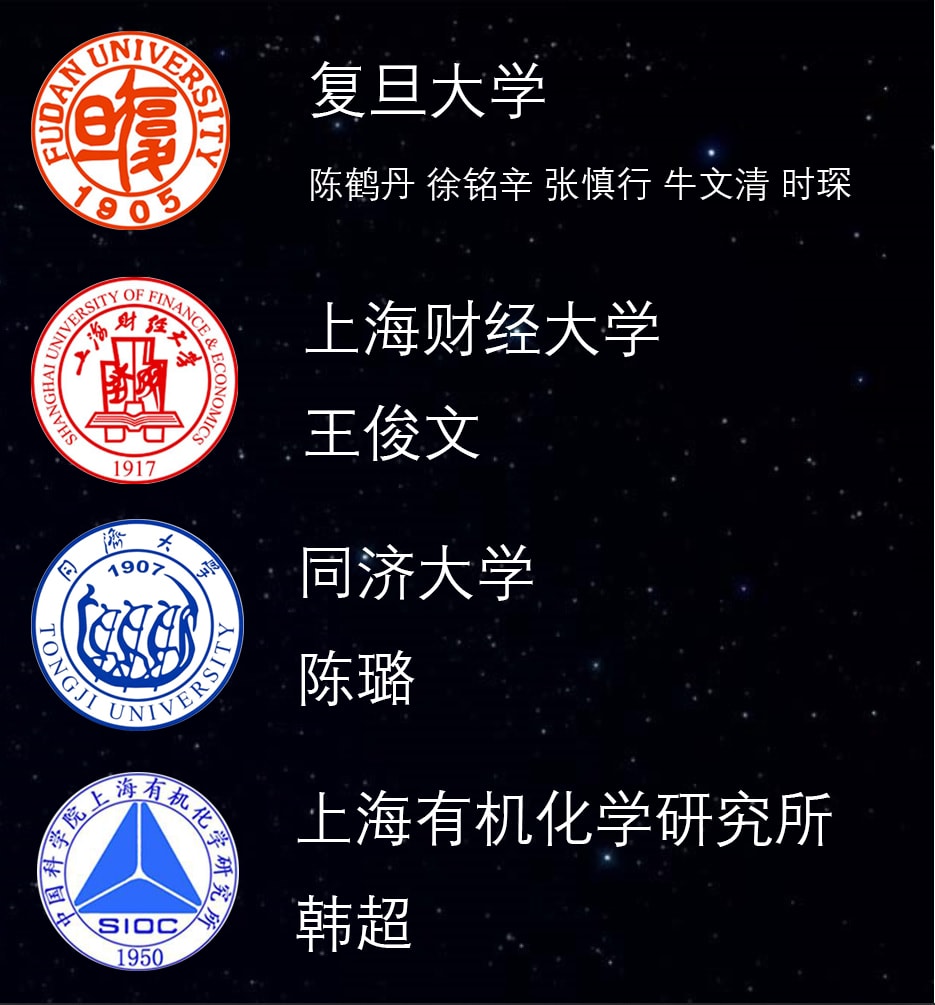 FUDAN UNIVERSITY
旦復
1905
复旦大学
陈鹤丹 徐铭辛 张慎行 牛文清 时琛
SHANGHAI UNIVERSITY OF FINANCE & ECONOMICS
上海财经大学
1917
上海财经大学
王俊文
同濟大学
1907
TONGJI UNIVERSITY
同济大学
陈璐
中国科学院上海有机化学研究所
SIOC
1950
上海有机化学研究所
韩超